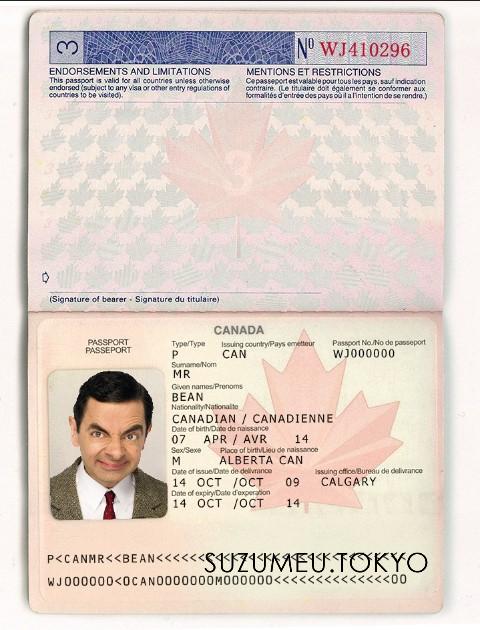 3 Nº WJ410296
ENDORSEMENTS AND LIMITATIONS
This passport is valid for all countries unless otherwise
endorsed (subject to any visa or other entry regulations of
countries to be visited).
MENTIONS ET RESTRICTIONS
Ce passeport est valable pour tous les pays, sauf indication
contraire. (Le titulaire doit également se conformer aux
formalités d'entrée des pays où il a l'intention de se rendre.)
3
(Signature of bearer - Signature du titulaire)
CANADA
PASSPORT
PASSEPORT
Type/Type Issuing country/Pays emetteur Passport No./No de passeport
P CAN WJ000000
Surname/Nom
MR
Given names/Prenoms
BEAN
Nationality/Nationalite
CANADIAN / CANADIENNE
Date of birth/Date de naissance
07 APR / AVR 14
Sex/Sexe Place of birth/Lieu de naissance
M ALBERTA CAN
Date of issue/Date de delivrance Issuing office/Bureau de delivrance
14 OCT /OCT 09 CALGARY
Date of expiry/Date d'expiration
14 OCT /OCT 14
P<CANMR<<BEAN<<<<<<<
SUZUMEU.TOKYO
WJ000000<0CAN0000000M000000<<<<<<<<<<<<<<<00